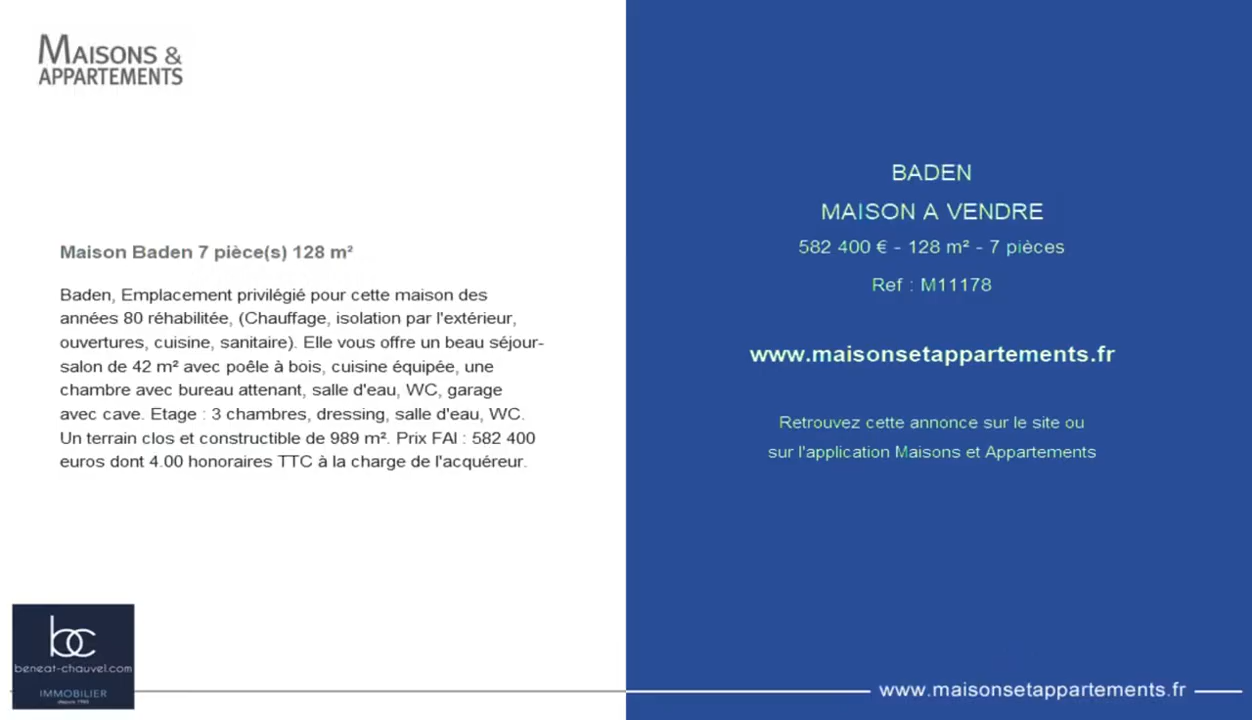 MAISONS &
APPARTEMENTS
Maison Baden 7 pièce(s) 128 m²
Baden, Emplacement privilégié pour cette maison des
années 80 réhabilitée, (Chauffage, isolation par l'extérieur,
ouvertures, cuisine, sanitaire). Elle vous offre un beau séjour-
salon de 42 m² avec poêle à bois, cuisine équipée, une
chambre avec bureau attenant, salle d'eau, WC, garage
avec cave. Etage : 3 chambres, dressing, salle d'eau, WC.
Un terrain clos et constructible de 989 m². Prix FAI : 582 400
euros dont 4.00 honoraires TTC à la charge de l'acquéreur.
BADEN
MAISON A VENDRE
582 400 € - 128 m² - 7 pièces
Ref : M11178
www.maisonsetappartements.fr
Retrouvez cette annonce sur le site ou
sur l'application Maisons et Appartements
bc
beneat-chauvel.com
IMMOBILIER
www.maisonsetappartements.fr